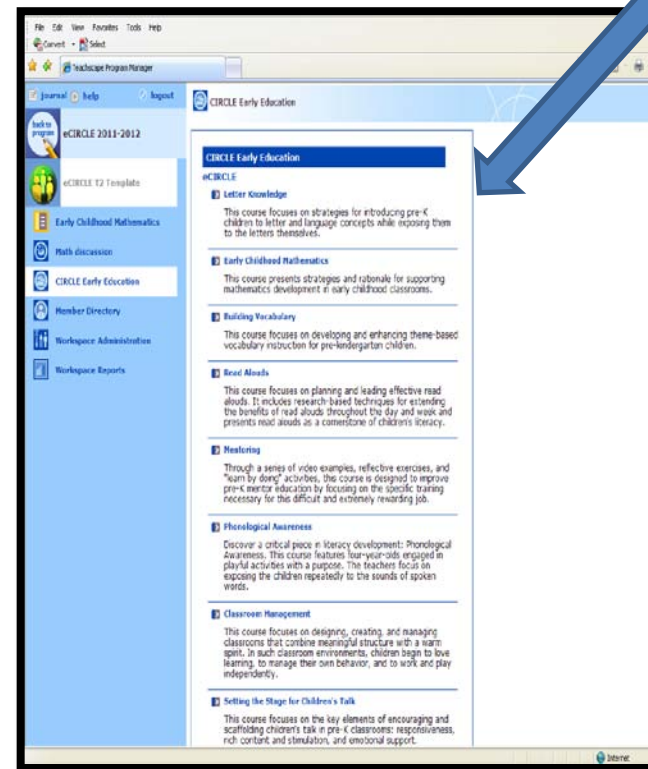 File Edit View Favorites Tools Help
Convert Select
Teachscape Program Manager
journal help logout
CIRCLE Early Education
back to program
eCIRCLE 2011-2012
eCIRCLE T2 Template
Early Childhood Mathematics
Math discussion
CIRCLE Early Education
Member Directory
Workspace Administration
Workspace Reports
CIRCLE Early Education
eCIRCLE
Letter Knowledge
This course focuses on strategies for introducing pre-K
children to letter and language concepts while exposing them
to the letters themselves.
Early Childhood Mathematics
This course presents strategies and rationale for supporting
mathematics development in early childhood classrooms.
Building Vocabulary
This course focuses on developing and enhancing theme-based
vocabulary instruction for pre-kindergarten children.
Read Alouds
This course focuses on planning and leading effective read
alouds. It includes research-based techniques for extending
the benefits of read alouds throughout the day and week and
presents read alouds as a cornerstone of children's literacy.
Mentoring
Through a series of video examples, reflective exercises, and
"learn by doing" activities, this course is designed to improve
pre-K mentor education by focusing on the specific training
necessary for this difficult and extremely rewarding job.
Phonological Awareness
Discover a critical piece in literacy development: Phonological
Awareness. This course features four-year-olds engaged in
playful activities with a purpose. The teachers focus on
exposing the children repeatedly to the sounds of spoken
words.
Classroom Management
This course focuses on designing, creating, and managing
classrooms that combine meaningful structure with a warm
spirit. In such classroom environments, children begin to love
learning, to manage their own behavior, and to work and play
independently.
Setting the Stage for Children's Talk
This course focuses on the key elements of encouraging and
scaffolding children's talk in pre-K classrooms: responsiveness,
rich content and stimulation, and emotional support.
Internet